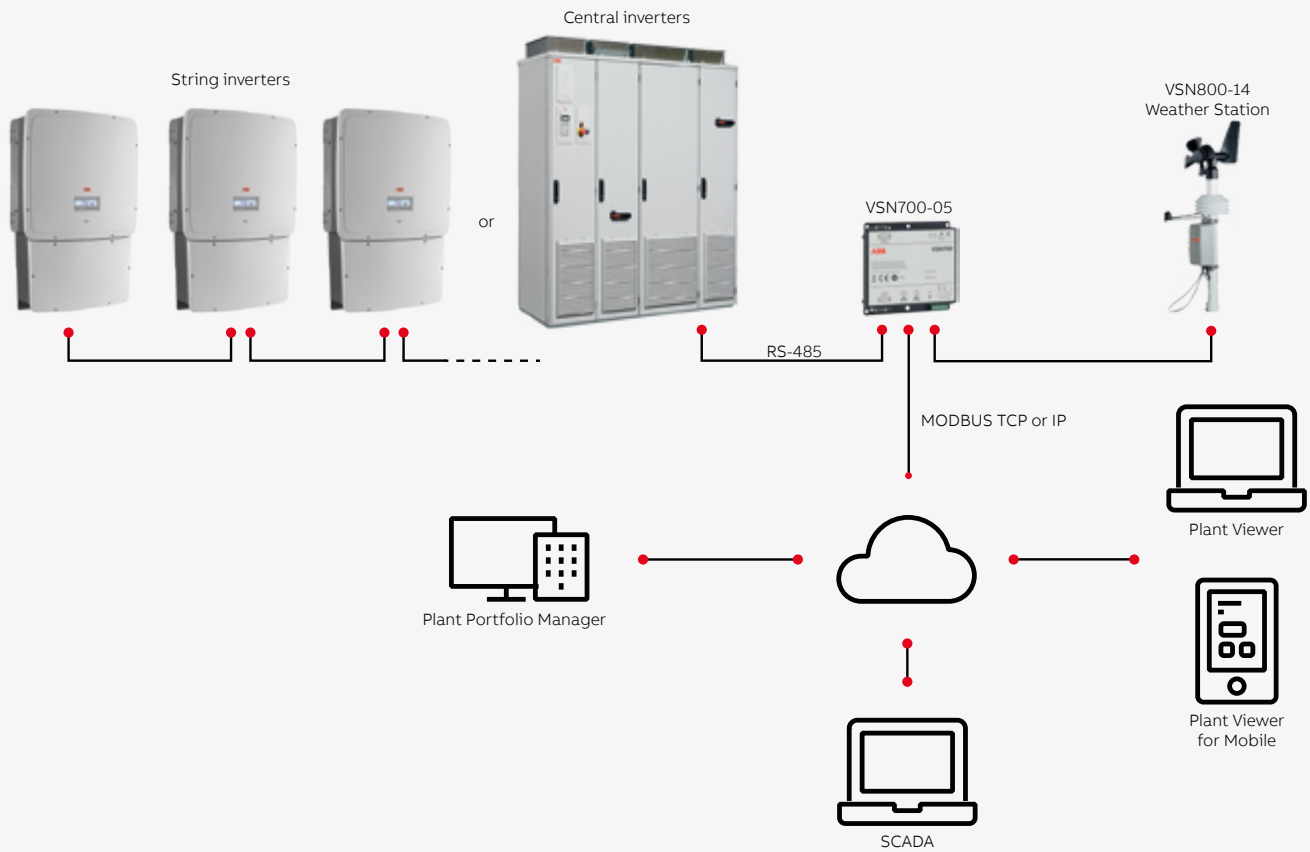 Central inverters
String inverters
VSN800-14
Weather Station
or
VSN700-05
ABB
RS-485
MODBUS TCP or IP
Plant Viewer
Plant Portfolio Manager
Plant Viewer
for Mobile
SCADA